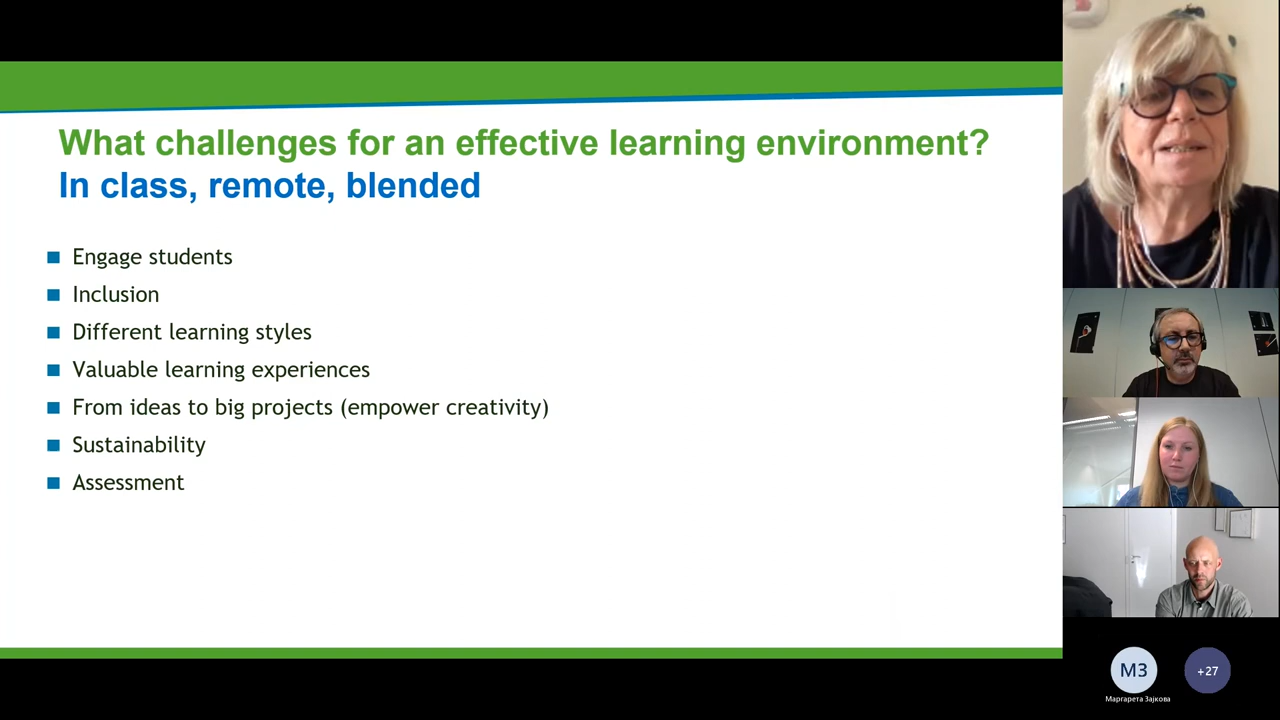 What challenges for an effective learning environment?
In class, remote, blended
Engage students
Inclusion
Different learning styles
Valuable learning experiences
From ideas to big projects (empower creativity)
Sustainability
Assessment
МЗ
+27
Маргарета Зајкова